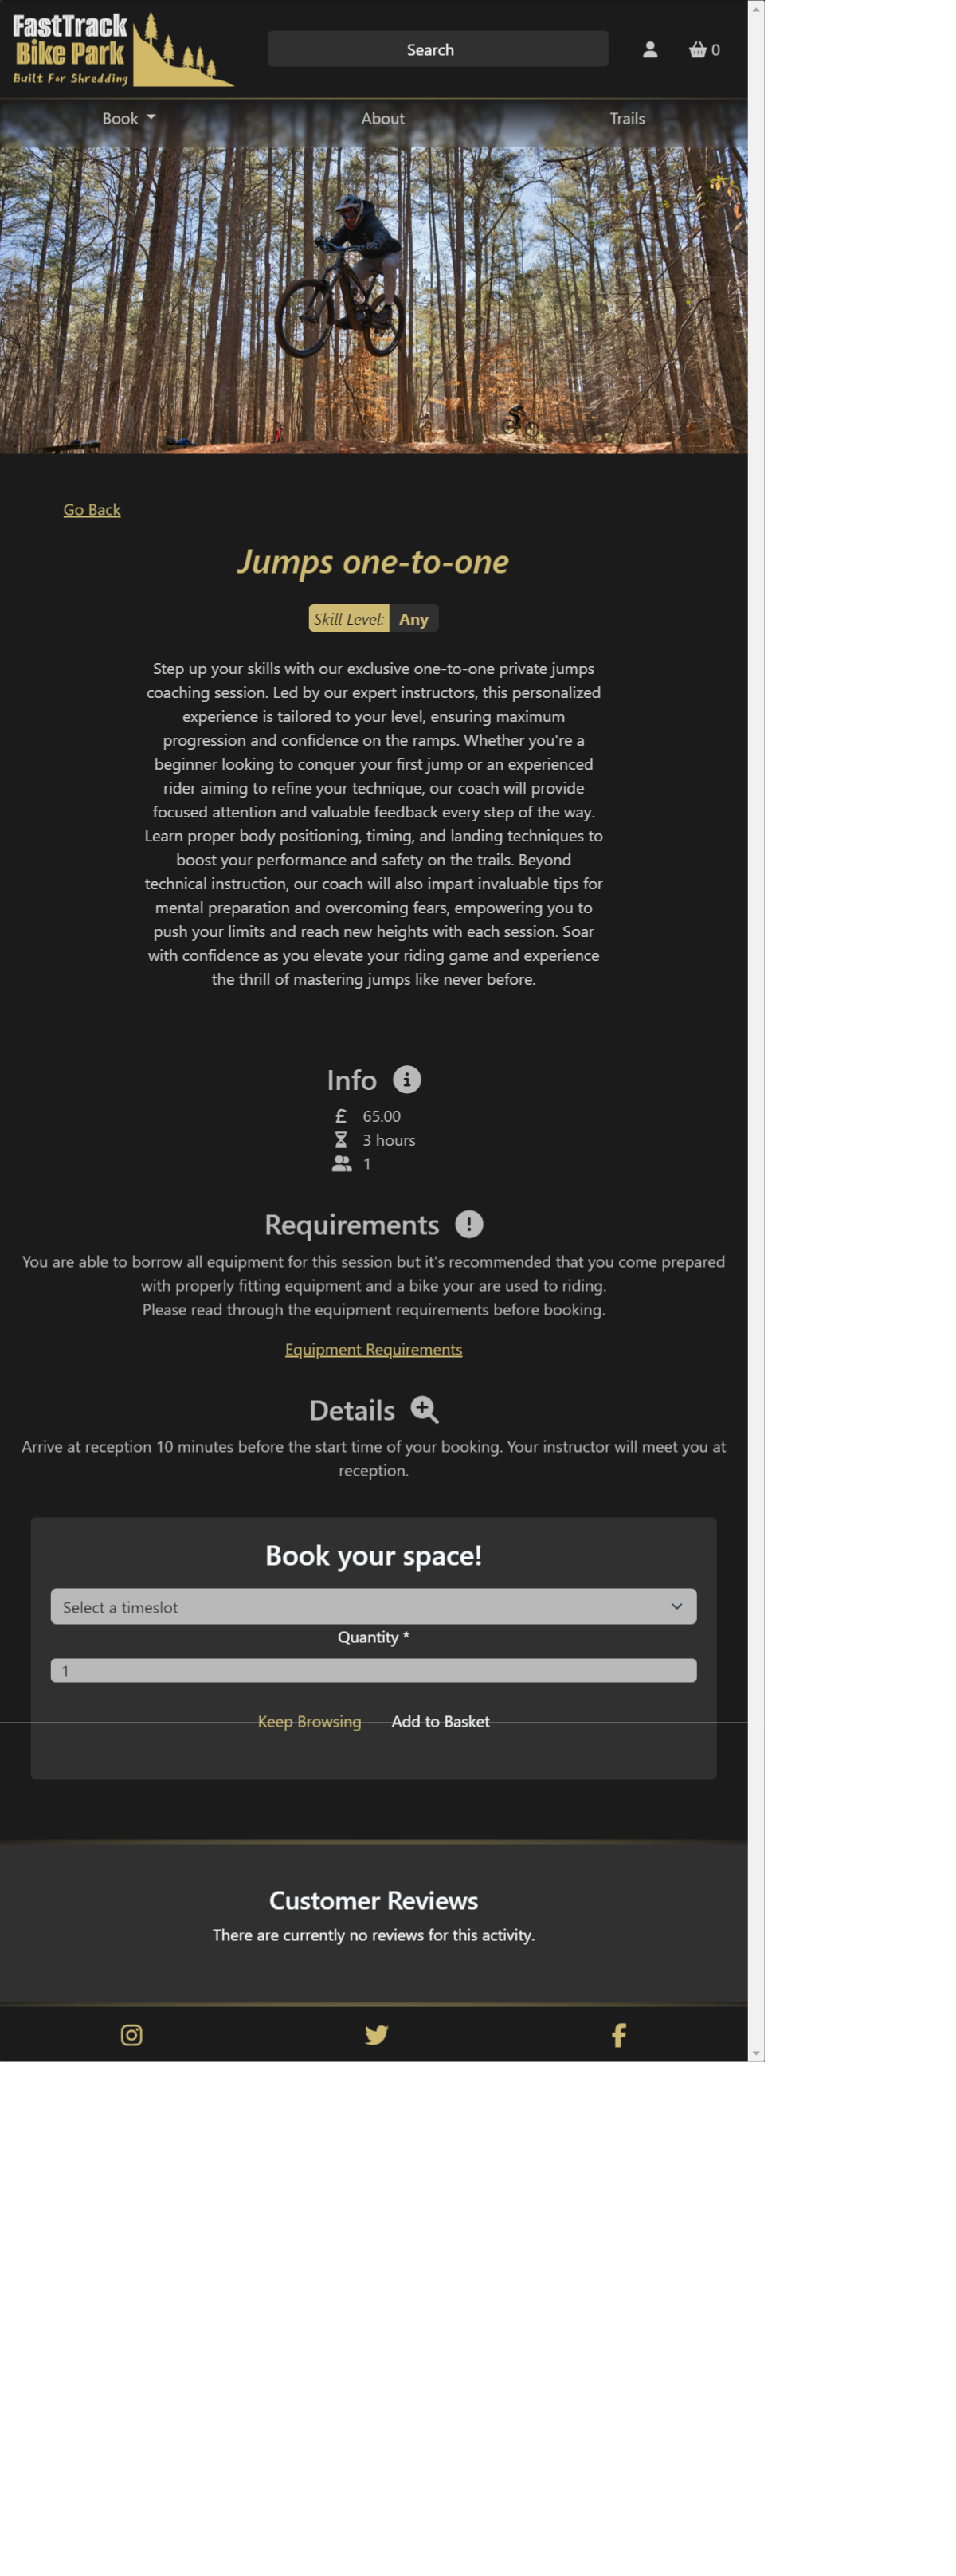 FastTrack
Bike Park
Built For Shredding
Search
0
Book
About
Trails
Go Back
Jumps one-to-one
Skill Level: Any
Step up your skills with our exclusive one-to-one private jumps
coaching session. Led by our expert instructors, this personalized
experience is tailored to your level, ensuring maximum
progression and confidence on the ramps. Whether you're a
beginner looking to conquer your first jump or an experienced
rider aiming to refine your technique, our coach will provide
focused attention and valuable feedback every step of the way.
Learn proper body positioning, timing, and landing techniques to
boost your performance and safety on the trails. Beyond
technical instruction, our coach will also impart invaluable tips for
mental preparation and overcoming fears, empowering you to
push your limits and reach new heights with each session. Soar
with confidence as you elevate your riding game and experience
the thrill of mastering jumps like never before.
Info
£ 65.00
3 hours
1
Requirements
You are able to borrow all equipment for this session but it's recommended that you come prepared
with properly fitting equipment and a bike your are used to riding.
Please read through the equipment requirements before booking.
Equipment Requirements
Details
Arrive at reception 10 minutes before the start time of your booking. Your instructor will meet you at
reception.
Book your space!
Select a timeslot
Quantity *
1
Keep Browsing
Add to Basket
Customer Reviews
There are currently no reviews for this activity.